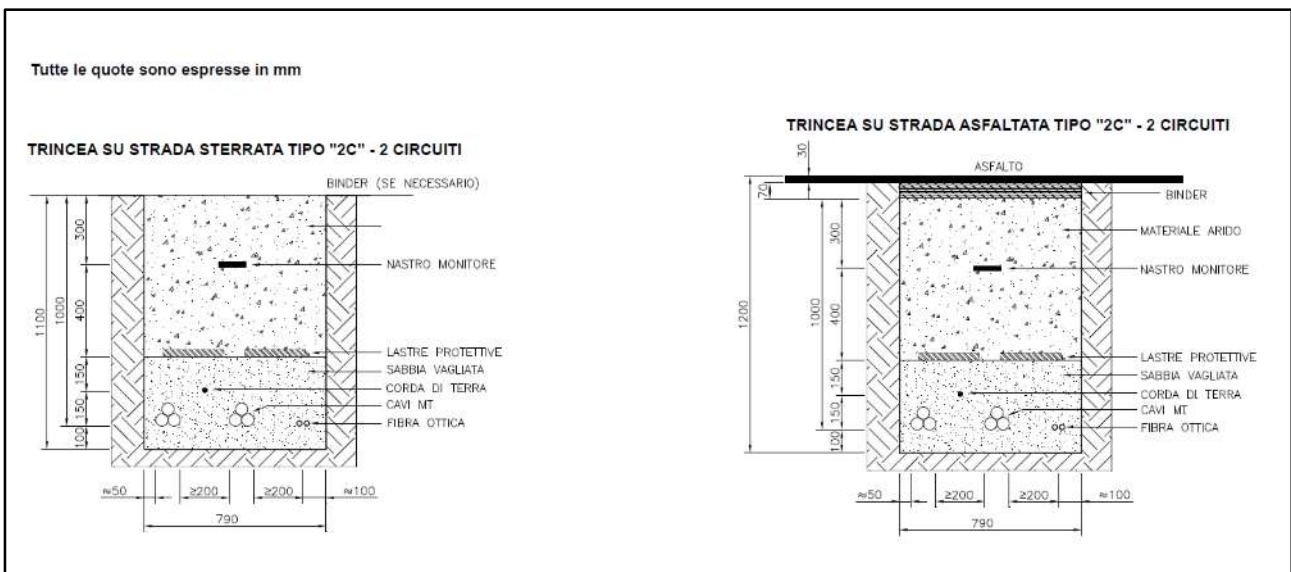 Tutte le quote sono espresse in mm
TRINCEA SU STRADA STERRATA TIPO "2C" - 2 CIRCUITI
BINDER (SE NECESSARIO)
1100
1000
300
400
150
150
100
NASTRO MONITORE
LASTRE PROTETTIVE
SABBIA VAGLIATA
CORDA DI TERRA
CAVI MT
FIBRA OTTICA
≈50
≥200
≥200
≈100
790
TRINCEA SU STRADA ASFALTATA TIPO "2C" - 2 CIRCUITI
30
ASFALTO
70
BINDER
1200
1000
300
400
150
150
100
MATERIALE ARIDO
NASTRO MONITORE
LASTRE PROTETTIVE
SABBIA VAGLIATA
CORDA DI TERRA
CAVI MT
FIBRA OTTICA
≈50
≥200
≥200
≈100
790